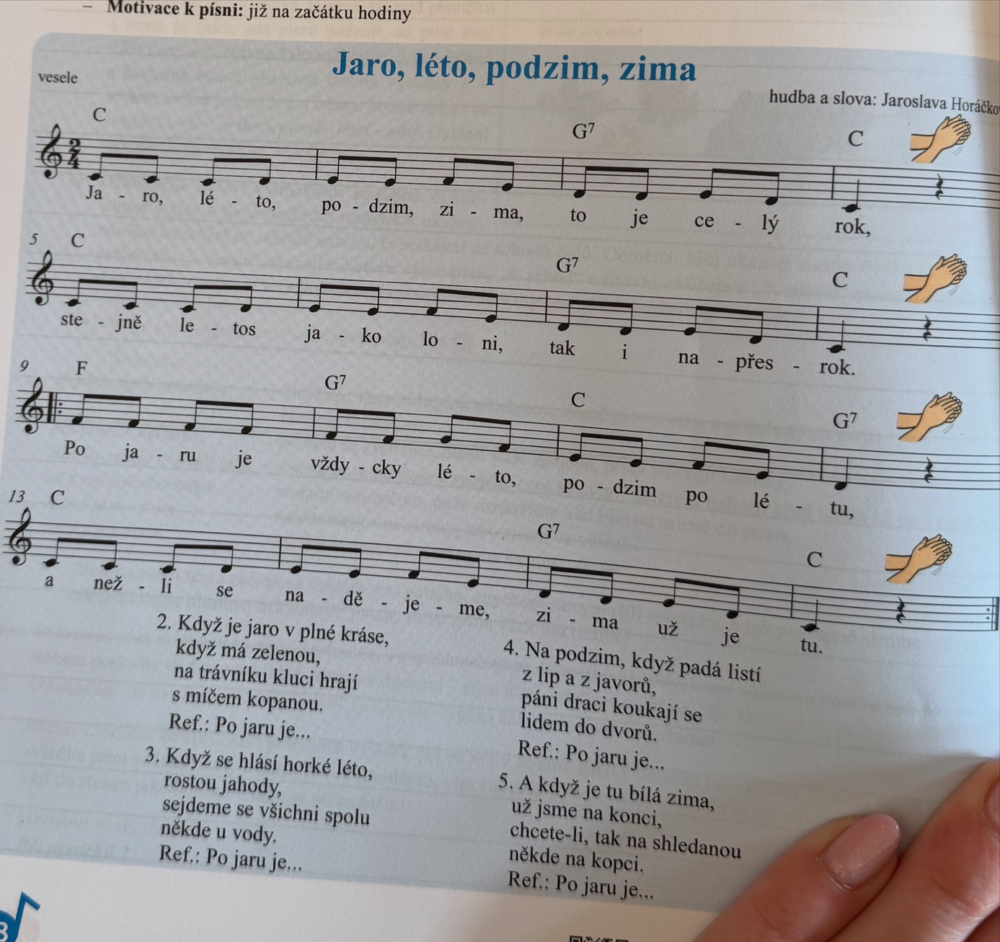 – Motivace k písni: již na začátku hodiny
Jaro, léto, podzim, zima
vesele
hudba a slova: Jaroslava
C G7 C
2 4
Ja - ro, lé - to, po - dzim, zi - ma, to je ce - lý rok,
5 C G7 C
ste - jně le - tos ja - ko lo - ni, tak i na - přes - rok.
9 F G7 C G7
Po ja - ru je vždy - cky lé - to, po - dzim po lé - tu,
13 C G7 C
a než - li se na - dě - je - me, zi - ma už je tu.
2. Když je jaro v plné kráse,
když má zelenou,
na trávníku kluci hrají
s míčem kopanou.
Ref.: Po jaru je...
3. Když se hlásí horké léto,
rostou jahody,
sejdeme se všichni spolu
někde u vody.
Ref.: Po jaru je...
4. Na podzim, když padá listí
z lip a z javorů,
páni draci koukají se
lidem do dvorů.
Ref.: Po jaru je...
5. A když je tu bílá zima,
už jsme na konci,
chcete-li, tak na shledanou
někde na kopci.
Ref.: Po jaru je...